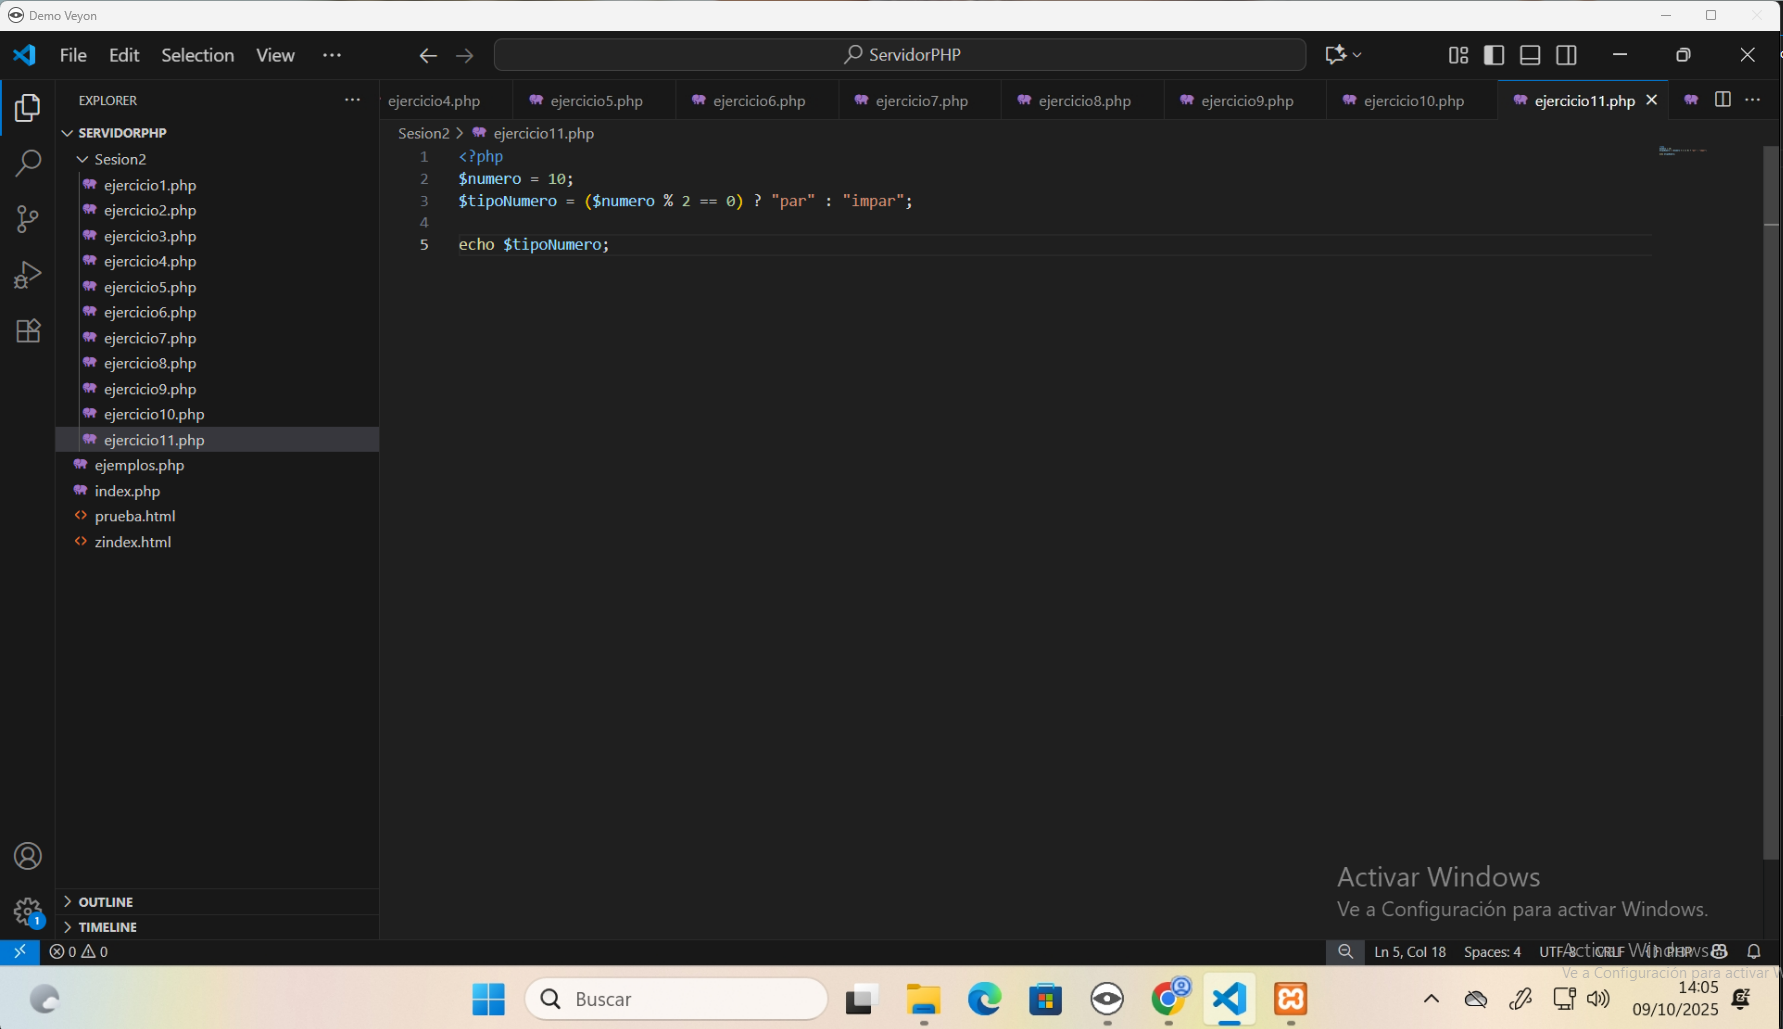 Demo Veyon
File Edit Selection View ···
ServidorPHP
EXPLORER ···
SERVIDORPHP
Sesion2
ejercicio1.php
ejercicio2.php
ejercicio3.php
ejercicio4.php
ejercicio5.php
ejercicio6.php
ejercicio7.php
ejercicio8.php
ejercicio9.php
ejercicio10.php
ejercicio11.php
ejemplos.php
index.php
prueba.html
zindex.html
OUTLINE
TIMELINE
ejercicio4.php ejercicio5.php ejercicio6.php ejercicio7.php ejercicio8.php ejercicio9.php ejercicio10.php ejercicio11.php ···
Sesion2 > ejercicio11.php
1 <?php
2 $numero = 10;
3 $tipoNumero = ($numero % 2 == 0) ? "par" : "impar";
4
5 echo $tipoNumero;
Activar Windows
Ve a Configuración para activar Windows.
1
0 0
Ln 5, Col 18 Spaces: 4 UTF-8 CRLF {} PHP
Activar Windows
Ve a Configuración para activar W
Buscar
14:05
09/10/2025